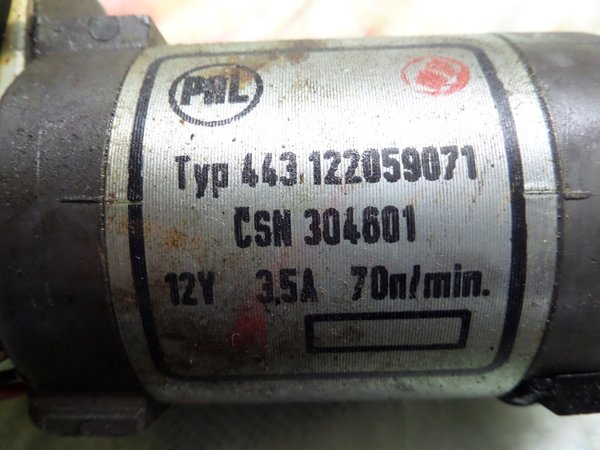 PAL
Typ 443 122059071
CSN 304601
12V 3,5A 70n/min.